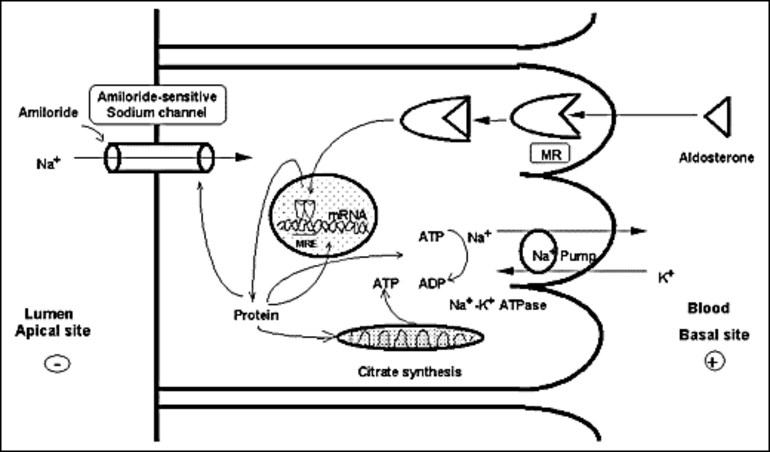 Amiloride-sensitive
Sodium channel
Amiloride
Na+
MR
Aldosterone
mRNA
MRE
ATP
Na+
Na+ Pump
K+
ATP
ADP
Na+-K+ ATPase
Protein
Citrate synthesis
Lumen
Apical site
-
Blood
Basal site
+